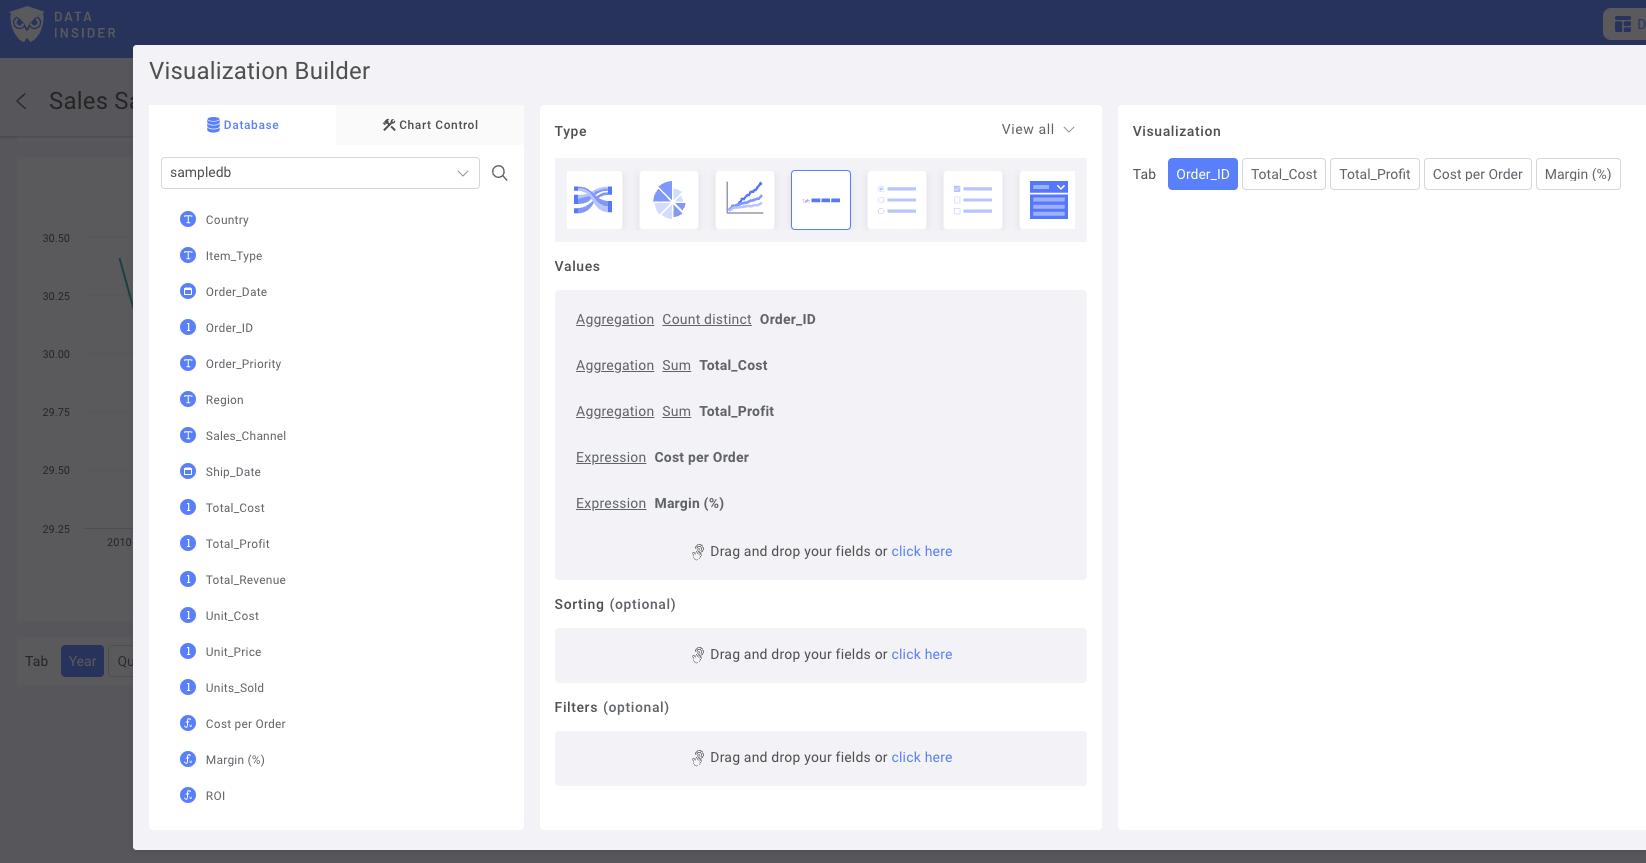 DATA
INSIDER
D
Sales Sa
Visualization Builder
Database
Chart Control
sampledb
Country
Item_Type
Order_Date
Order_ID
Order_Priority
Region
Sales_Channel
Ship_Date
Total_Cost
Total_Profit
Total_Revenue
Unit_Cost
Unit_Price
Units_Sold
Cost per Order
Margin (%)
ROI
Type
View all
Values
Aggregation Count distinct Order_ID
Aggregation Sum Total_Cost
Aggregation Sum Total_Profit
Expression Cost per Order
Expression Margin (%)
Drag and drop your fields or click here
Sorting (optional)
Drag and drop your fields or click here
Filters (optional)
Drag and drop your fields or click here
Visualization
Tab Order_ID Total_Cost Total_Profit Cost per Order Margin (%)
30.50
30.25
30.00
29.75
29.50
29.25
2010
Tab Year Qu